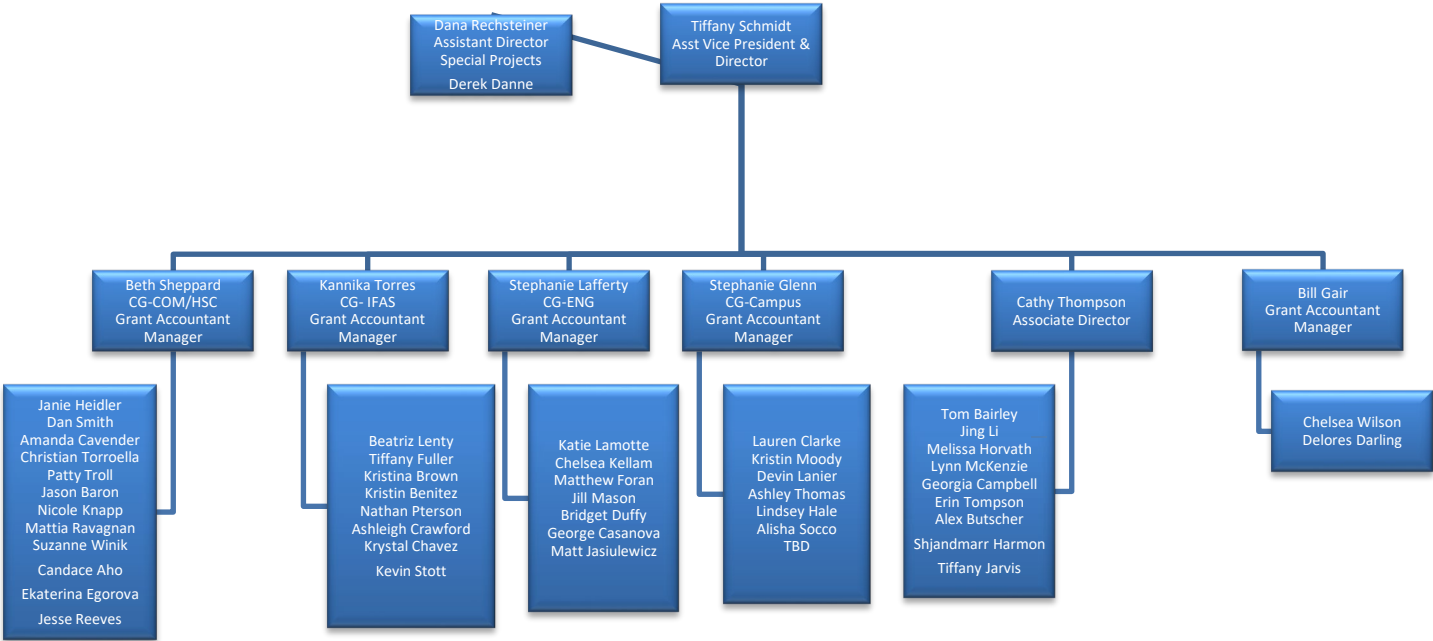 Dana Rechsteiner
Assistant Director
Special Projects
Derek Danne
Tiffany Schmidt
Asst Vice President &
Director
Beth Sheppard
CG-COM/HSC
Grant Accountant
Manager
Kannika Torres
CG- IFAS
Grant Accountant
Manager
Stephanie Lafferty
CG-ENG
Grant Accountant
Manager
Stephanie Glenn
CG-Campus
Grant Accountant
Manager
Cathy Thompson
Associate Director
Bill Gair
Grant Accountant
Manager
Janie Heidler
Dan Smith
Amanda Cavender
Christian Torroella
Patty Troll
Jason Baron
Nicole Knapp
Mattia Ravagnan
Suzanne Winik
Candace Aho
Ekaterina Egorova
Jesse Reeves
Beatriz Lenty
Tiffany Fuller
Kristina Brown
Kristin Benitez
Nathan Pterson
Ashleigh Crawford
Krystal Chavez
Kevin Stott
Katie Lamotte
Chelsea Kellam
Matthew Foran
Jill Mason
Bridget Duffy
George Casanova
Matt Jasiulewicz
Lauren Clarke
Kristin Moody
Devin Lanier
Ashley Thomas
Lindsey Hale
Alisha Socco
TBD
Tom Bairley
Jing Li
Melissa Horvath
Lynn McKenzie
Georgia Campbell
Erin Tompson
Alex Butscher
Shjandmarr Harmon
Tiffany Jarvis
Chelsea Wilson
Delores Darling